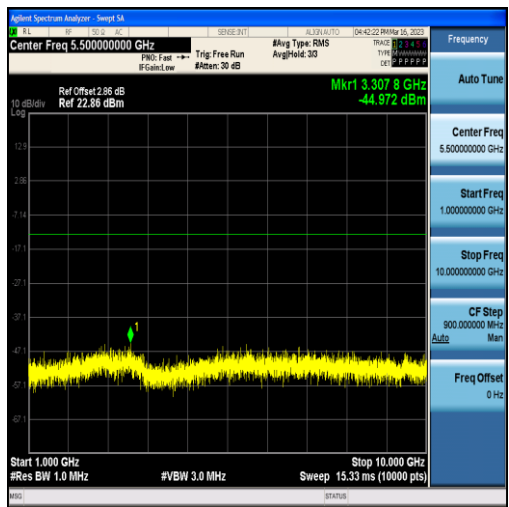 Agilent Spectrum Analyzer - Swept SA
RL RF 50 Ω AC SENSE:INT ALIGN AUTO 04:42:22 PM Mar 16, 2023
Center Freq 5.500000000 GHz
PNO: Fast
IFGain:Low
Trig: Free Run
#Atten: 30 dB
#Avg Type: RMS
Avg|Hold: 3/3
TRACE 1 2 3 4 5 6
TYPE
DET P P P P P P
Frequency
Auto Tune
Mkr1 3.307 8 GHz
-44.972 dBm
Ref Offset 2.86 dB
10 dB/div Ref 22.86 dBm
Log
12.9
2.86
-7.14
-17.1
-27.1
-37.1
-47.1
-57.1
-67.1
1
Center Freq
5.500000000 GHz
Start Freq
1.000000000 GHz
Stop Freq
10.000000000 GHz
CF Step
900.000000 MHz
Auto Man
Freq Offset
0 Hz
Start 1.000 GHz Stop 10.000 GHz
#Res BW 1.0 MHz #VBW 3.0 MHz Sweep 15.33 ms (10000 pts)
MSG STATUS